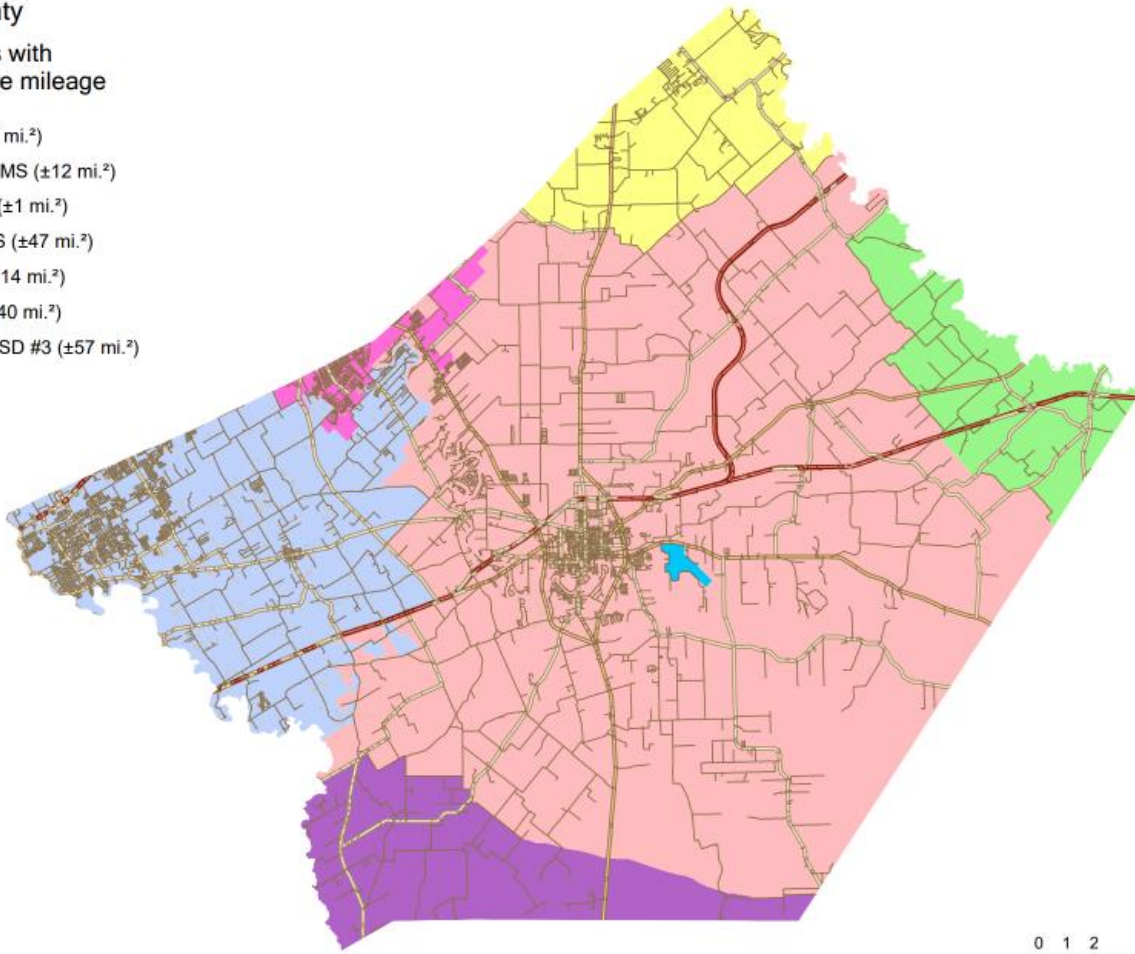 nty
s with
e mileage
mi.²)
MS (±12 mi.²)
(±1 mi.²)
S (±47 mi.²)
14 mi.²)
40 mi.²)
SD #3 (±57 mi.²)
0 1 2